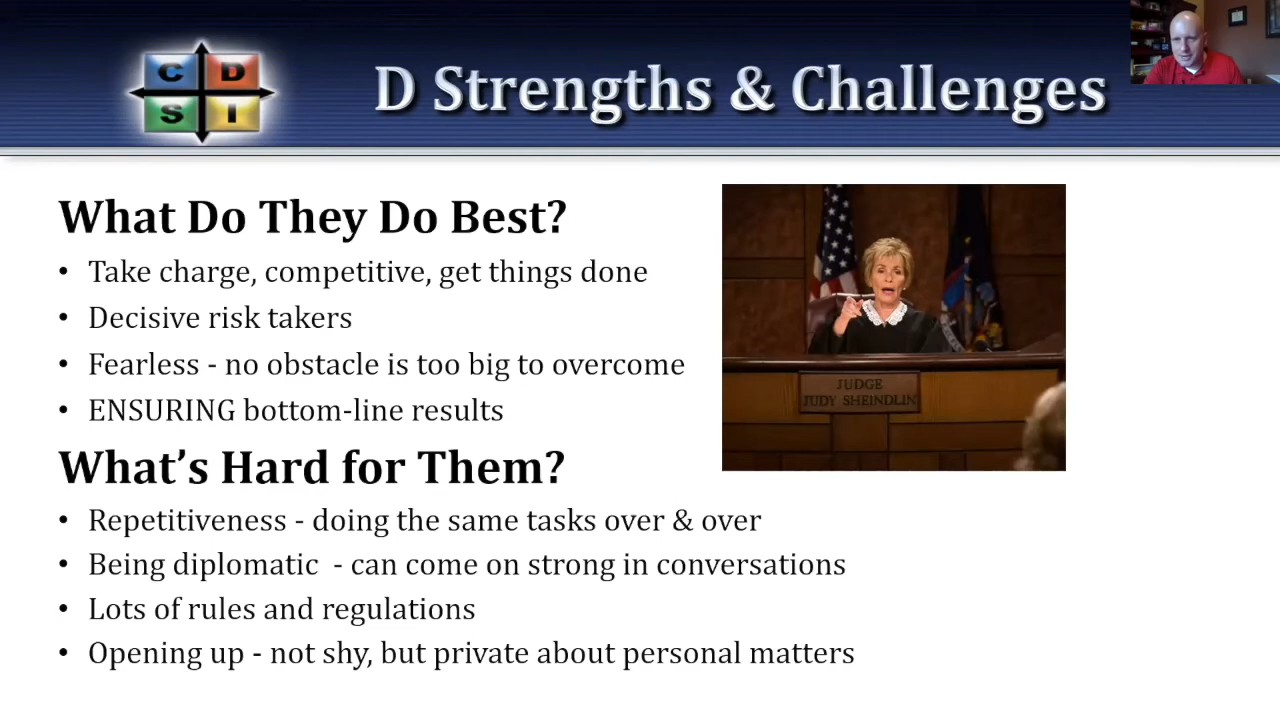 C D
S I
D Strengths & Challenges
What Do They Do Best?
• Take charge, competitive, get things done
• Decisive risk takers
• Fearless - no obstacle is too big to overcome
• ENSURING bottom-line results
JUDGE
JUDY SHEINDLIN
What’s Hard for Them?
• Repetitiveness - doing the same tasks over & over
• Being diplomatic  - can come on strong in conversations
• Lots of rules and regulations
• Opening up - not shy, but private about personal matters